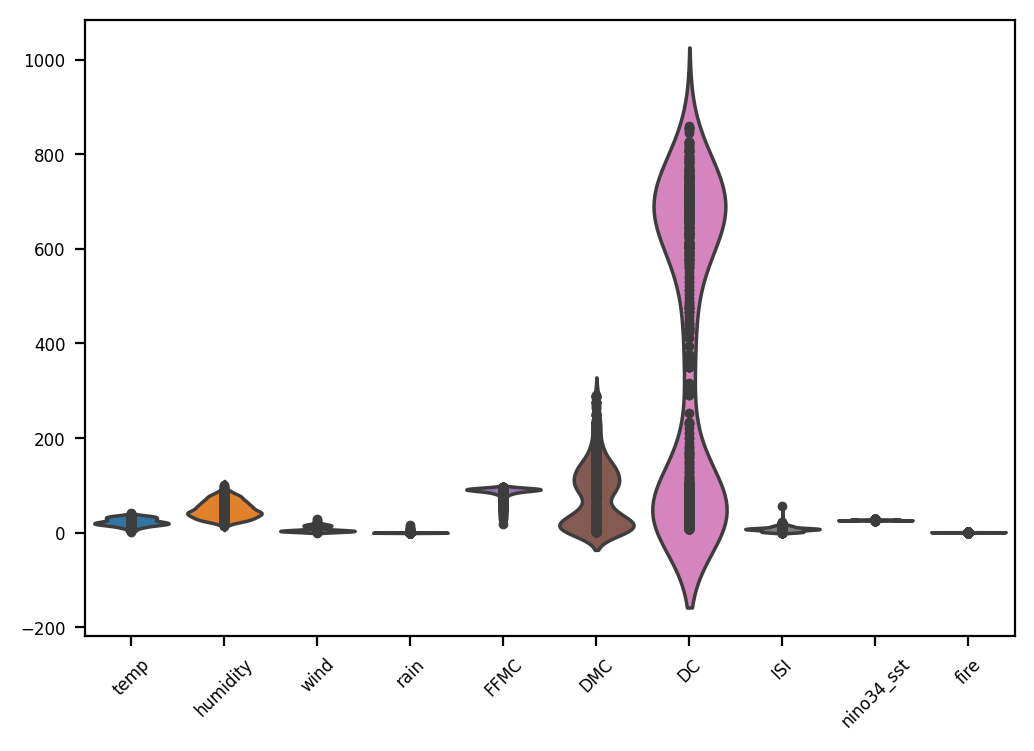 1000
800
600
400
200
0
−200
temp
humidity
wind
rain
FFMC
DMC
DC
ISI
nino34_sst
fire